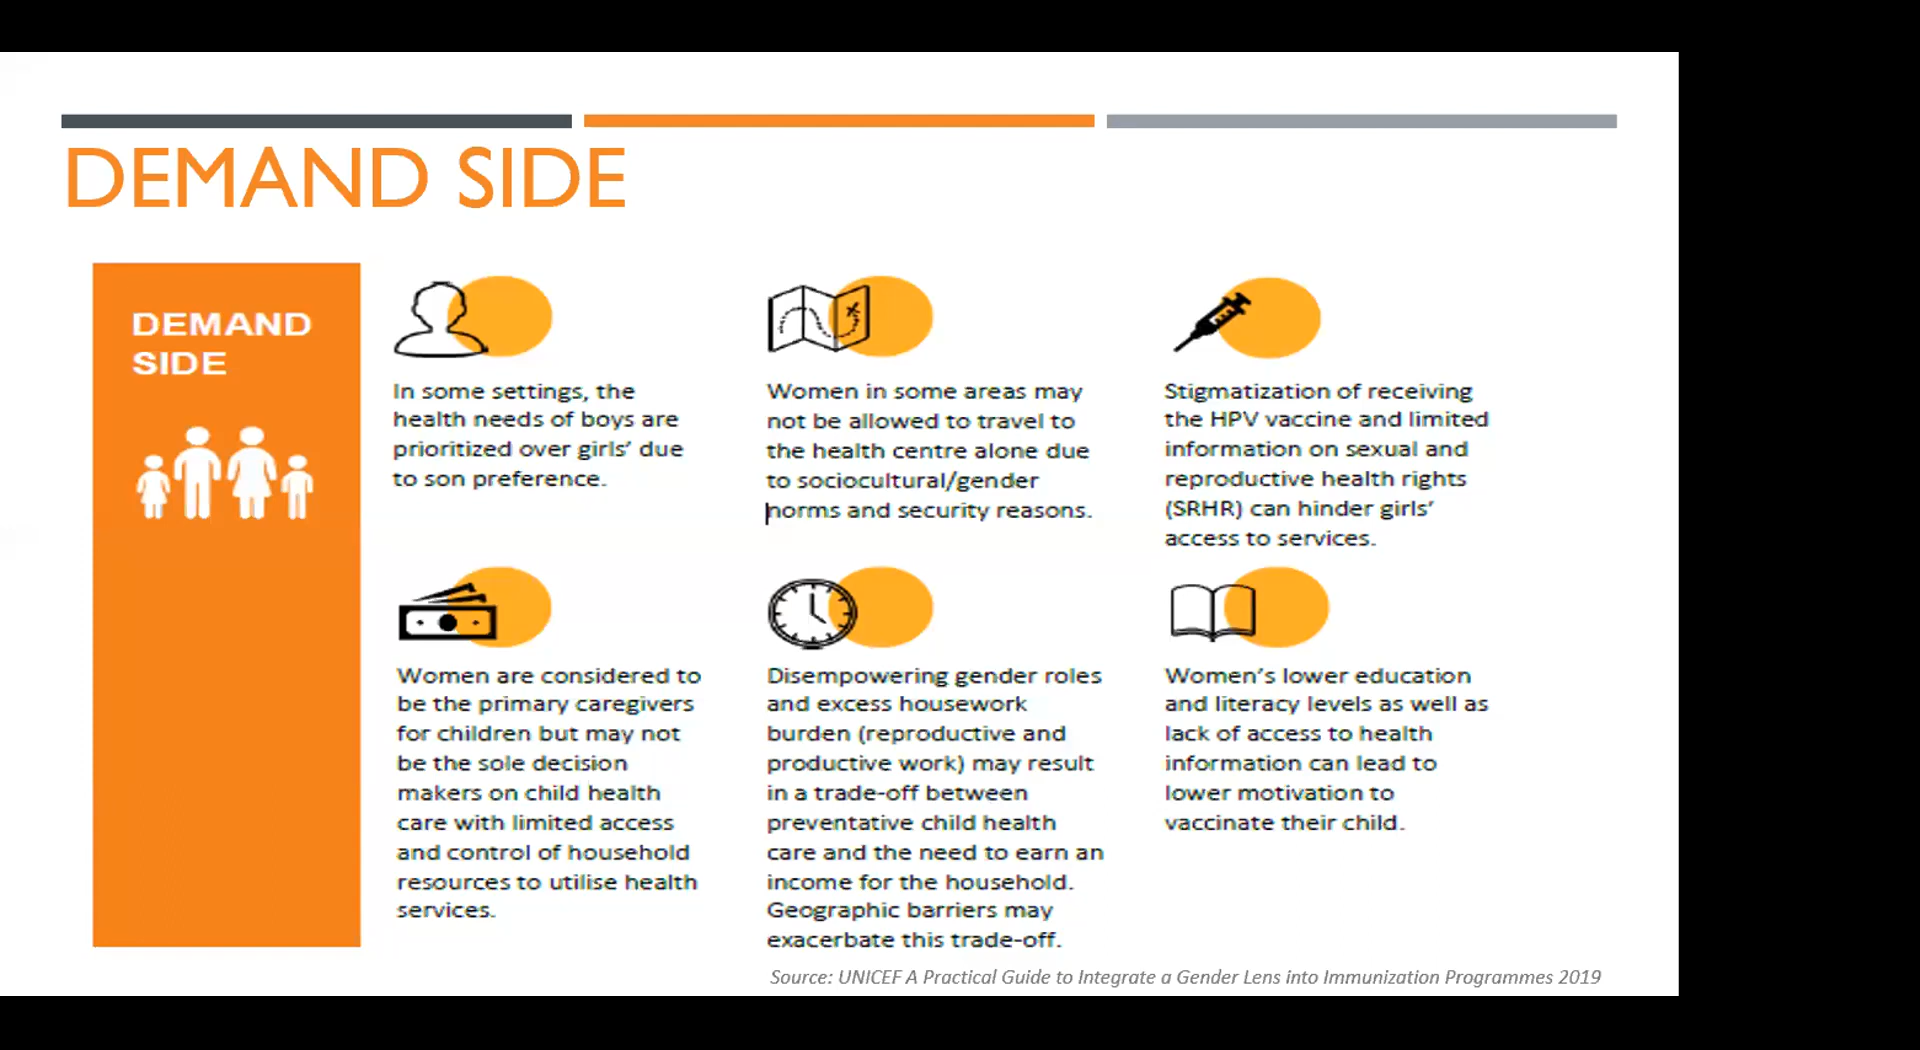 DEMAND SIDE
DEMAND
SIDE
In some settings, the
health needs of boys are
prioritized over girls’ due
to son preference.
Women in some areas may
not be allowed to travel to
the health centre alone due
to sociocultural/gender
norms and security reasons.
Stigmatization of receiving
the HPV vaccine and limited
information on sexual and
reproductive health rights
(SRHR) can hinder girls’
access to services.
Women are considered to
be the primary caregivers
for children but may not
be the sole decision
makers on child health
care with limited access
and control of household
resources to utilise health
services.
Disempowering gender roles
and excess housework
burden (reproductive and
productive work) may result
in a trade-off between
preventative child health
care and the need to earn an
income for the household.
Geographic barriers may
exacerbate this trade-off.
Women’s lower education
and literacy levels as well as
lack of access to health
information can lead to
lower motivation to
vaccinate their child.
Source: UNICEF A Practical Guide to Integrate a Gender Lens into Immunization Programmes 2019